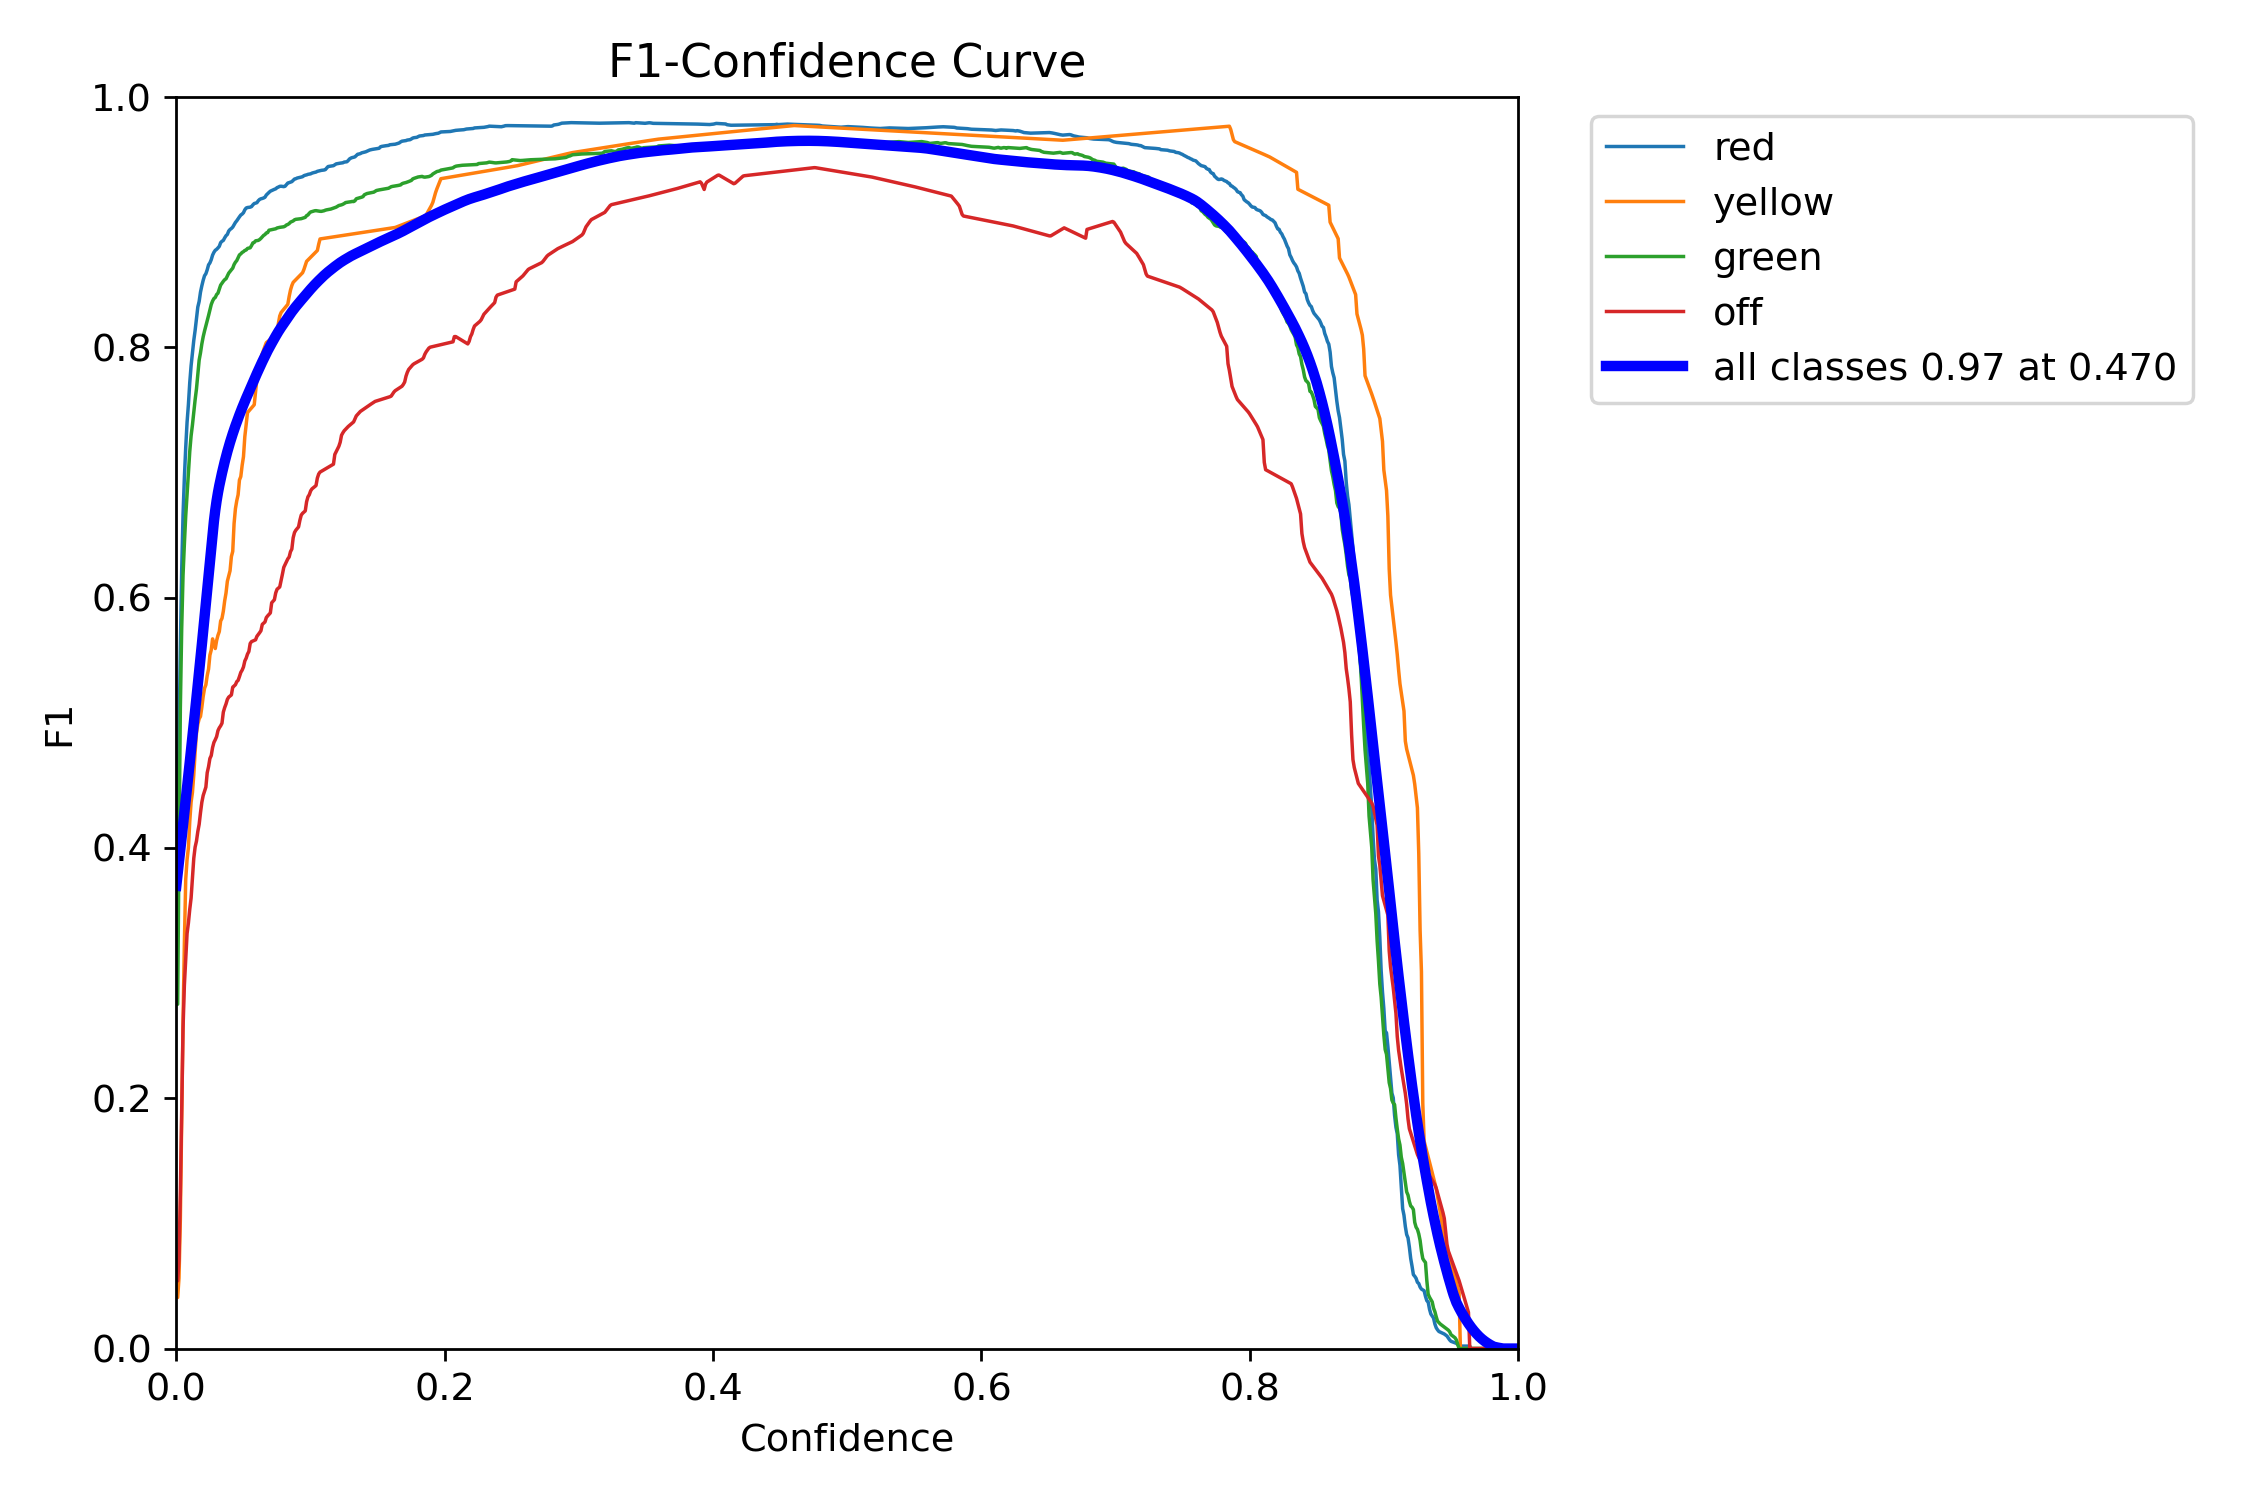 F1-Confidence Curve
1.0
0.8
0.6
0.4
0.2
0.0
F1
0.0 0.2 0.4 0.6 0.8 1.0
Confidence
red
yellow
green
off
all classes 0.97 at 0.470